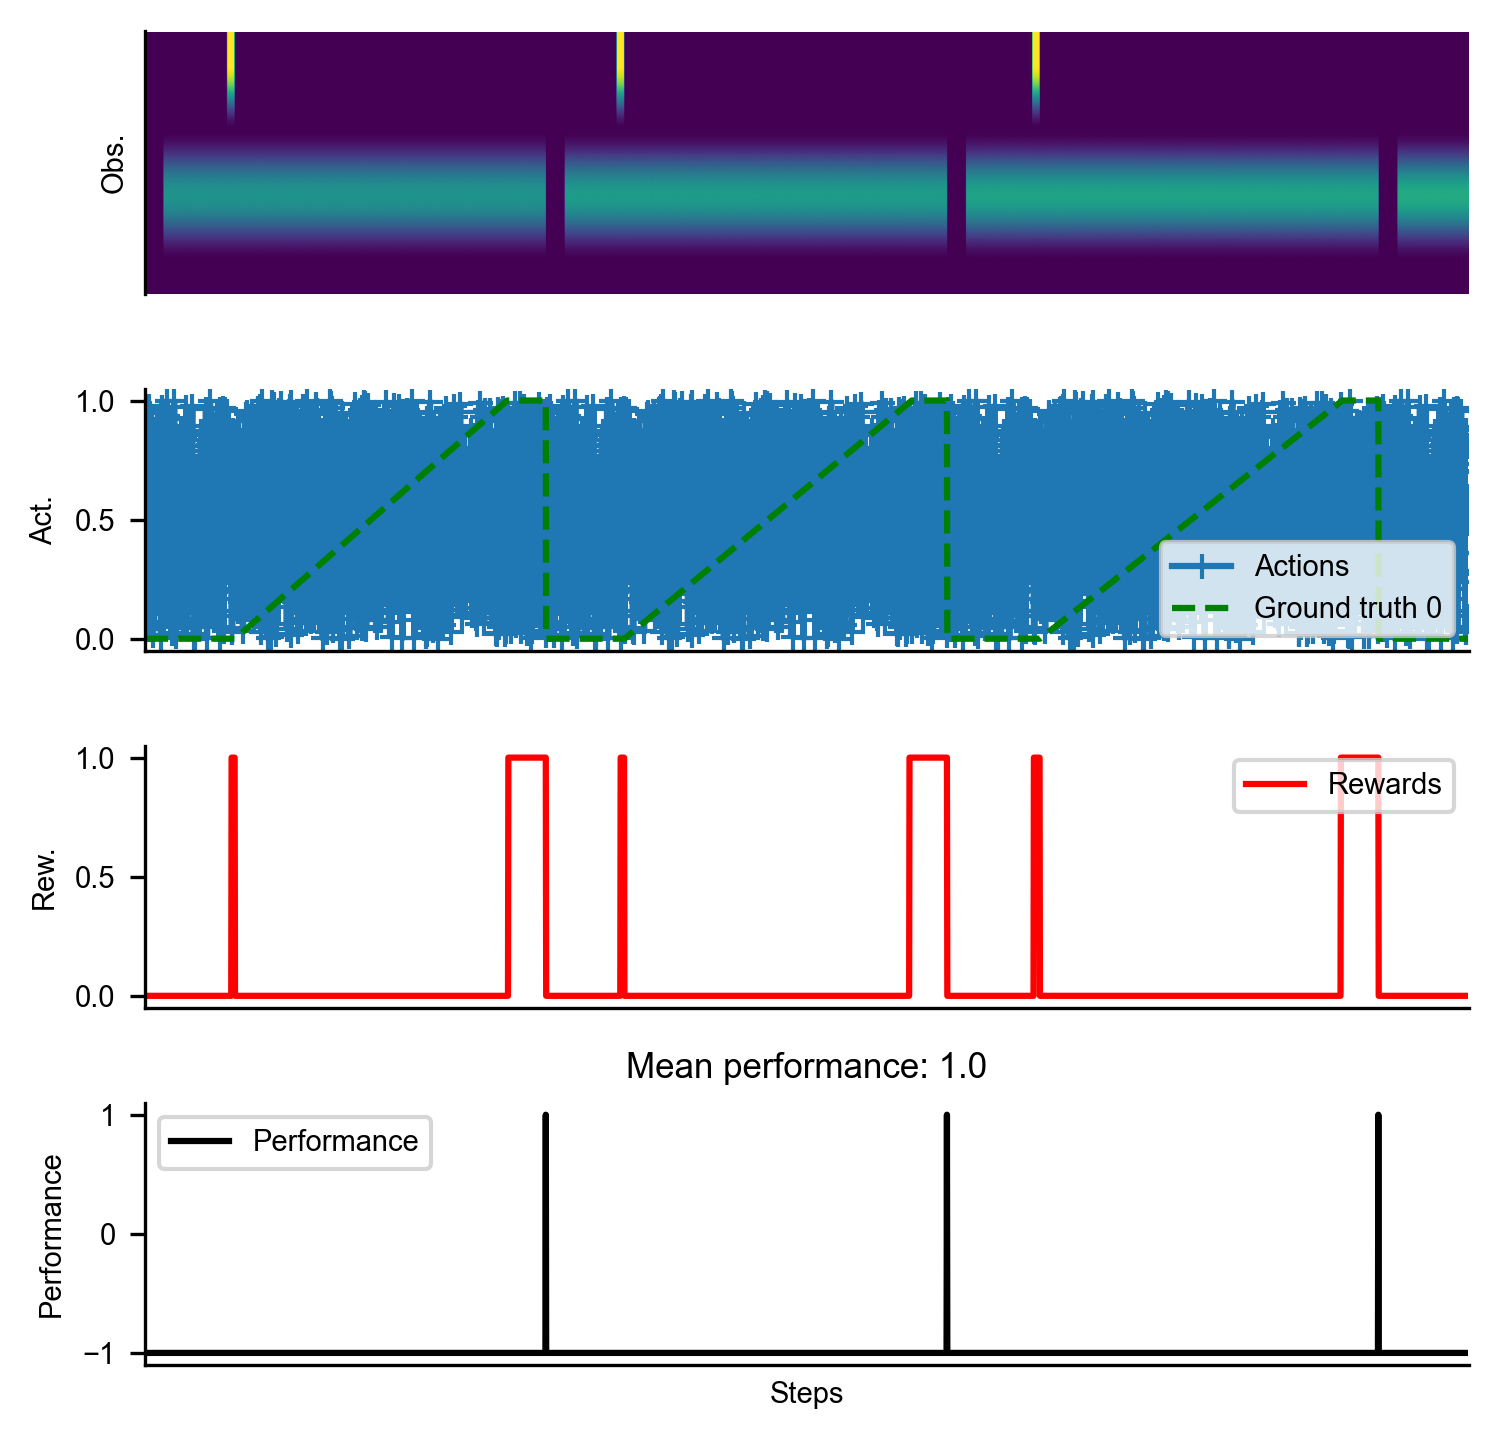 Obs.
1.0
0.5
0.0
Act.
Actions
Ground truth 0
1.0
0.5
0.0
Rew.
Rewards
Mean performance: 1.0
1
0
−1
Performance
Performance
Steps